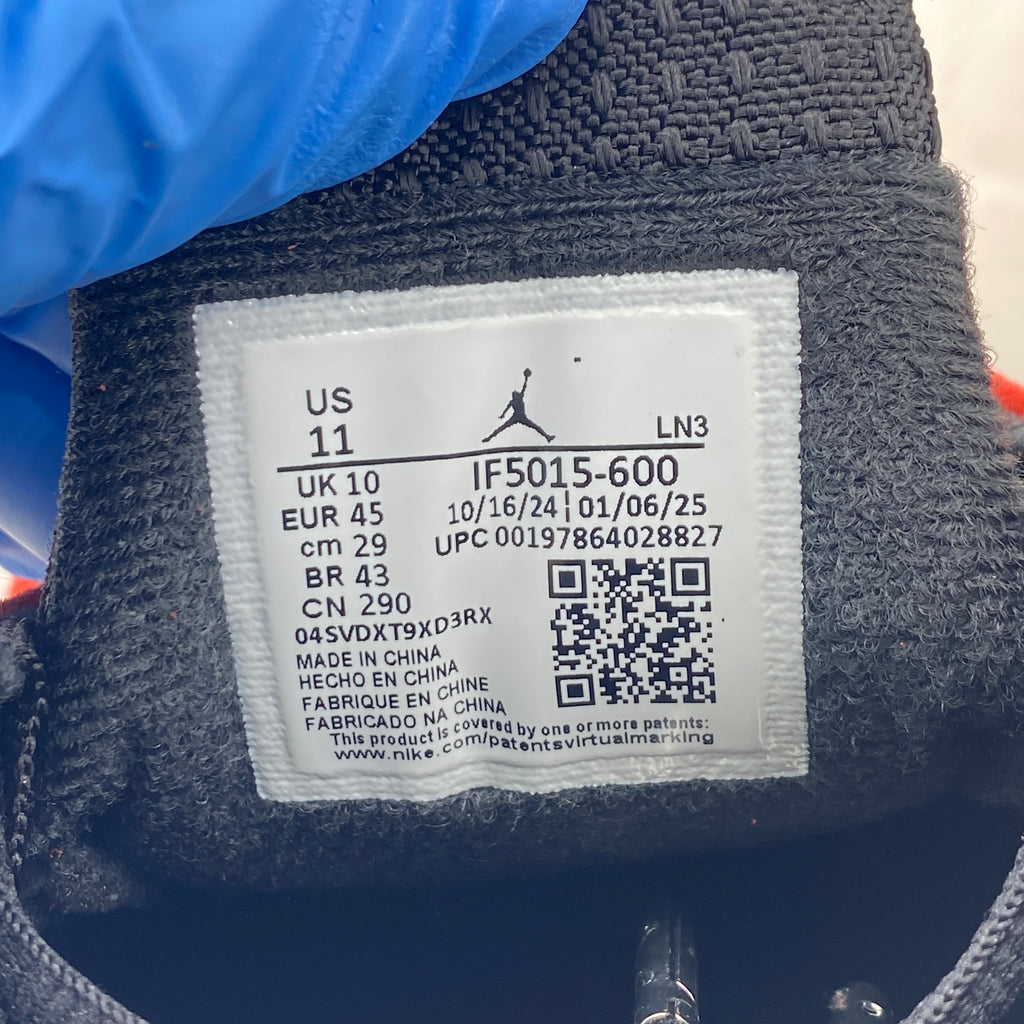 US
11
LN3
UK 10
EUR 45
cm 29
BR 43
CN 290
IF5015-600
10/16/24 | 01/06/25
UPC 00197864028827
04SVDXT9XD3RX
MADE IN CHINA
HECHO EN CHINA
FABRIQUE EN CHINE
FABRICADO NA CHINA
This product is covered by one or more patents:
www.nike.com/patentsvirtualmarking